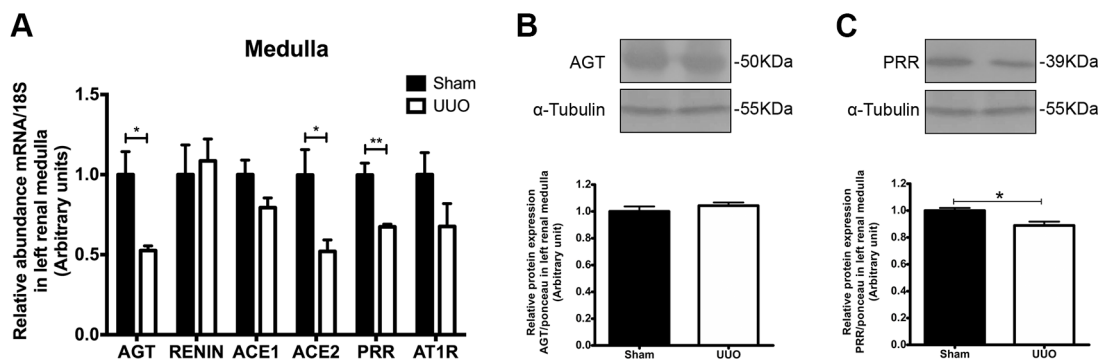 A
Medulla
Sham
UUO
Relative abundance mRNA/18S
in left renal medulla
(Arbitrary units)
2.0
1.5
1.0
0.5
0.0
*
*
**
AGT RENIN ACE1 ACE2 PRR AT1R
B
AGT
-50KDa
α-Tubulin
-55KDa
Relative protein expression
AGT/ponceau in left renal medulla
(Arbitrary unit)
1.2
1.0
0.8
0.6
0.4
0.2
0.0
Sham UUO
C
PRR
-39KDa
α-Tubulin
-55KDa
Relative protein expression
PRR/ponceau in left renal medulla
(Arbitrary unit)
1.2
1.0
0.8
0.6
0.4
0.2
0.0
*
Sham UUO